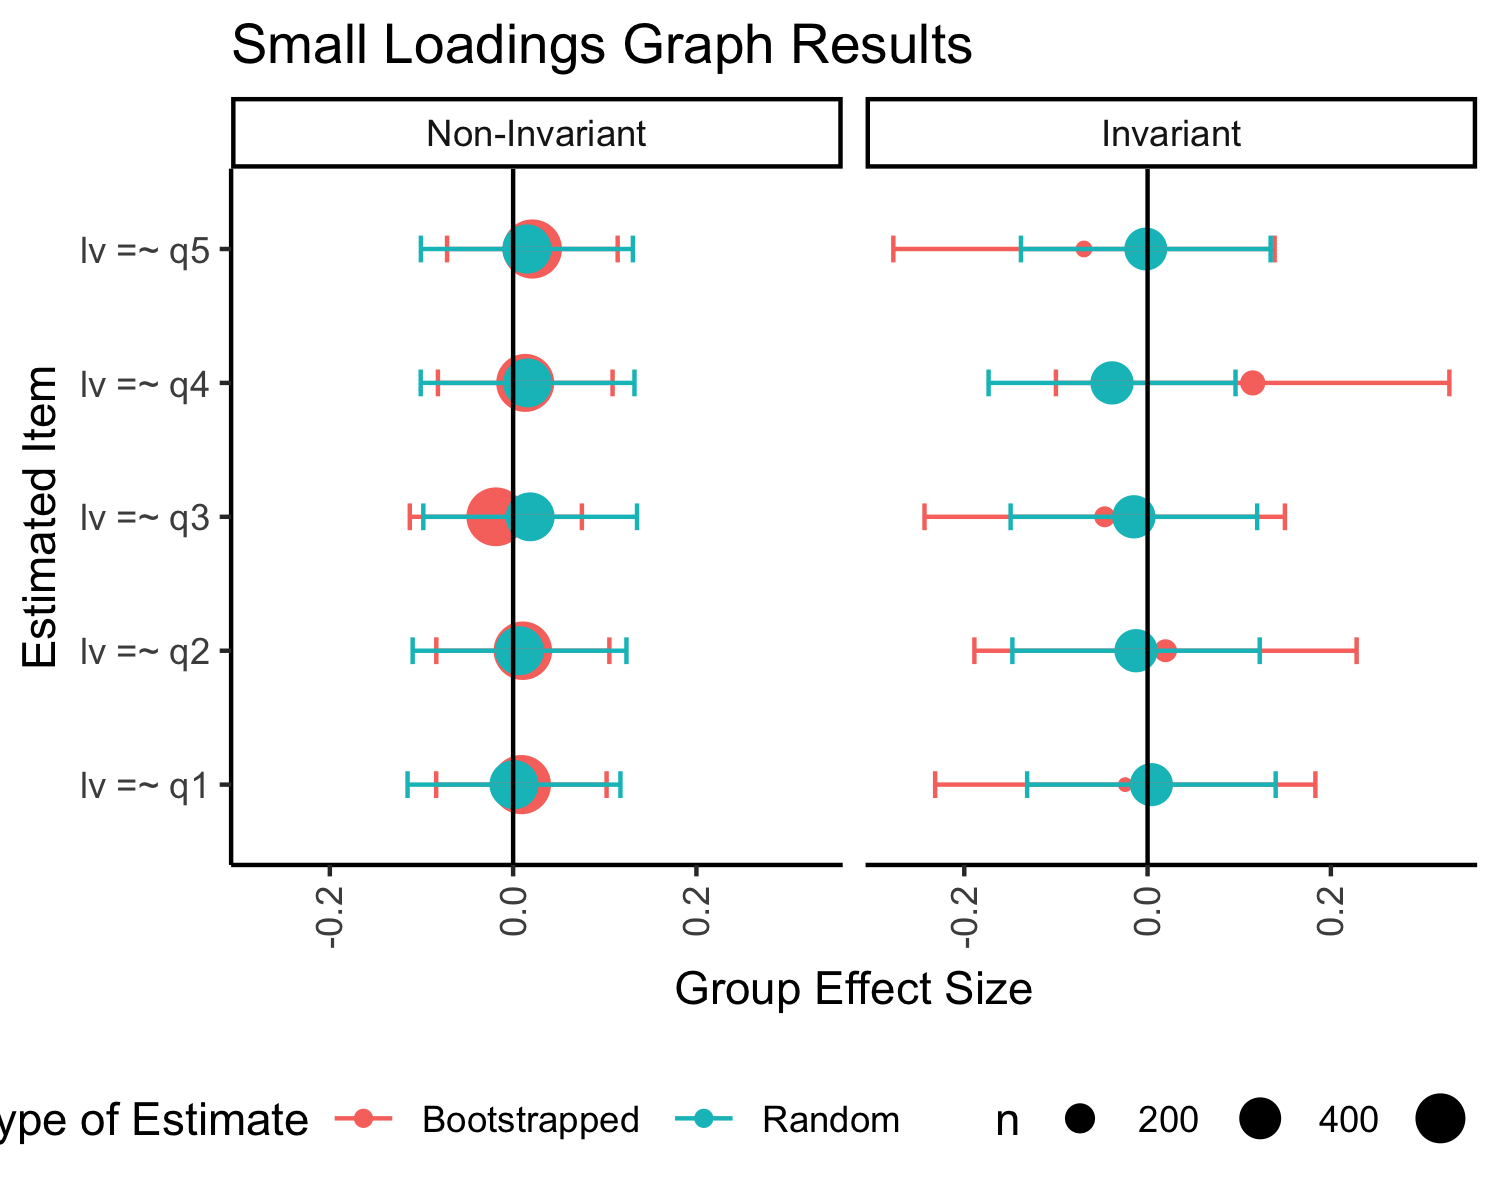 Small Loadings Graph Results
Non-Invariant
Invariant
Estimated Item
lv =~ q5
lv =~ q4
lv =~ q3
lv =~ q2
lv =~ q1
-0.2 0.0 0.2
-0.2 0.0 0.2
Group Effect Size
ype of Estimate Bootstrapped Random n 200 400